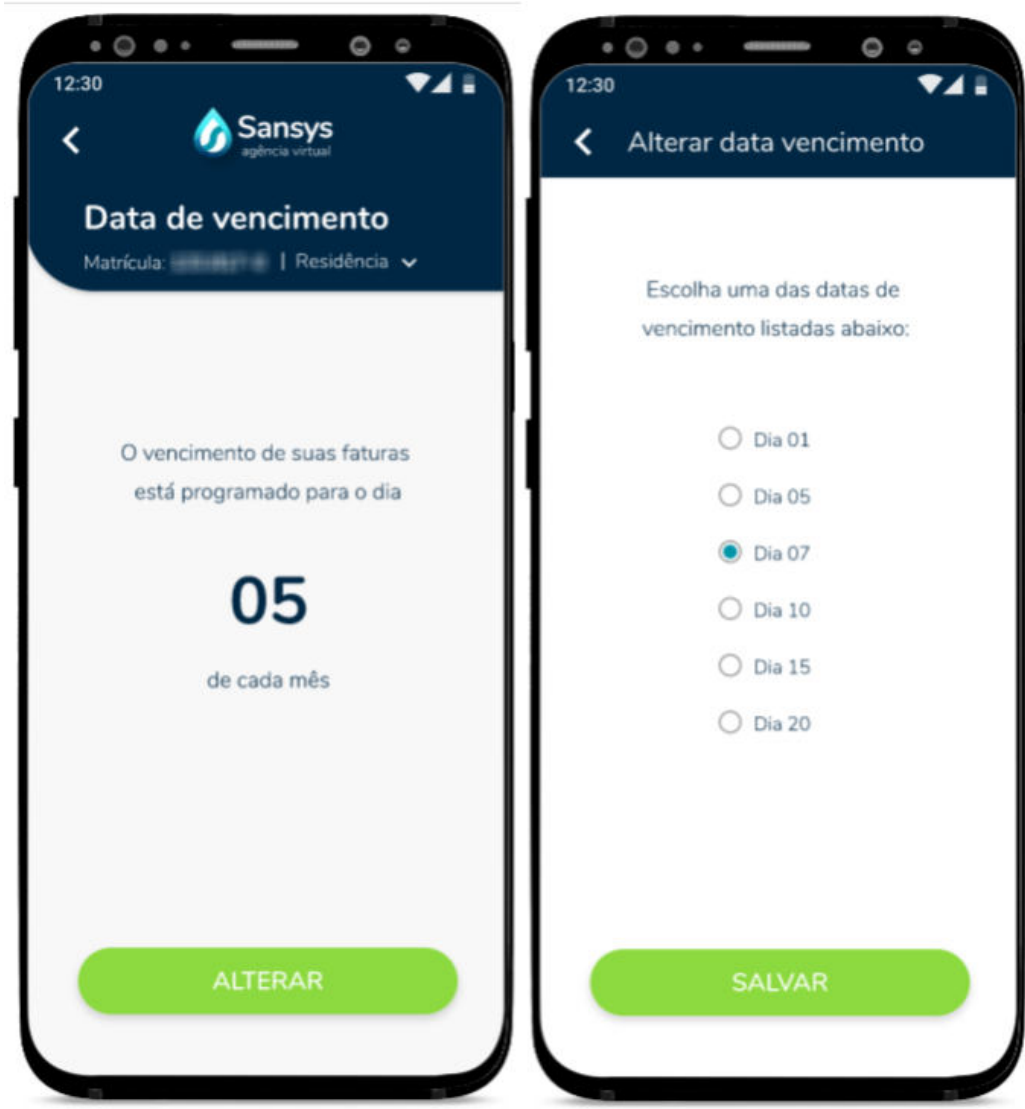 12:30
Sansys
agência virtual
Data de vencimento
Matrícula: | Residência
O vencimento de suas faturas
está programado para o dia
05
de cada mês
ALTERAR
12:30
Alterar data vencimento
Escolha uma das datas de
vencimento listadas abaixo:
Dia 01
Dia 05
Dia 07
Dia 10
Dia 15
Dia 20
SALVAR